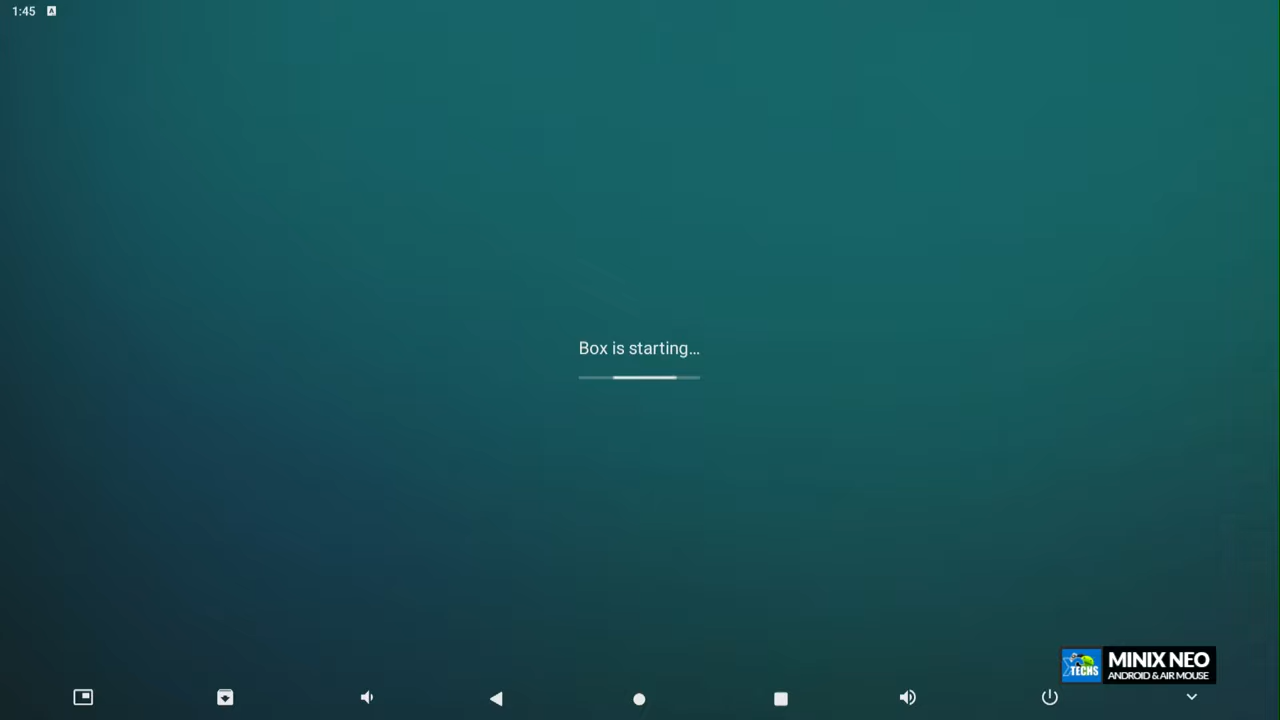 1:45
A
Box is starting...
TECHS
MINIX NEO
ANDROID & AIR MOUSE